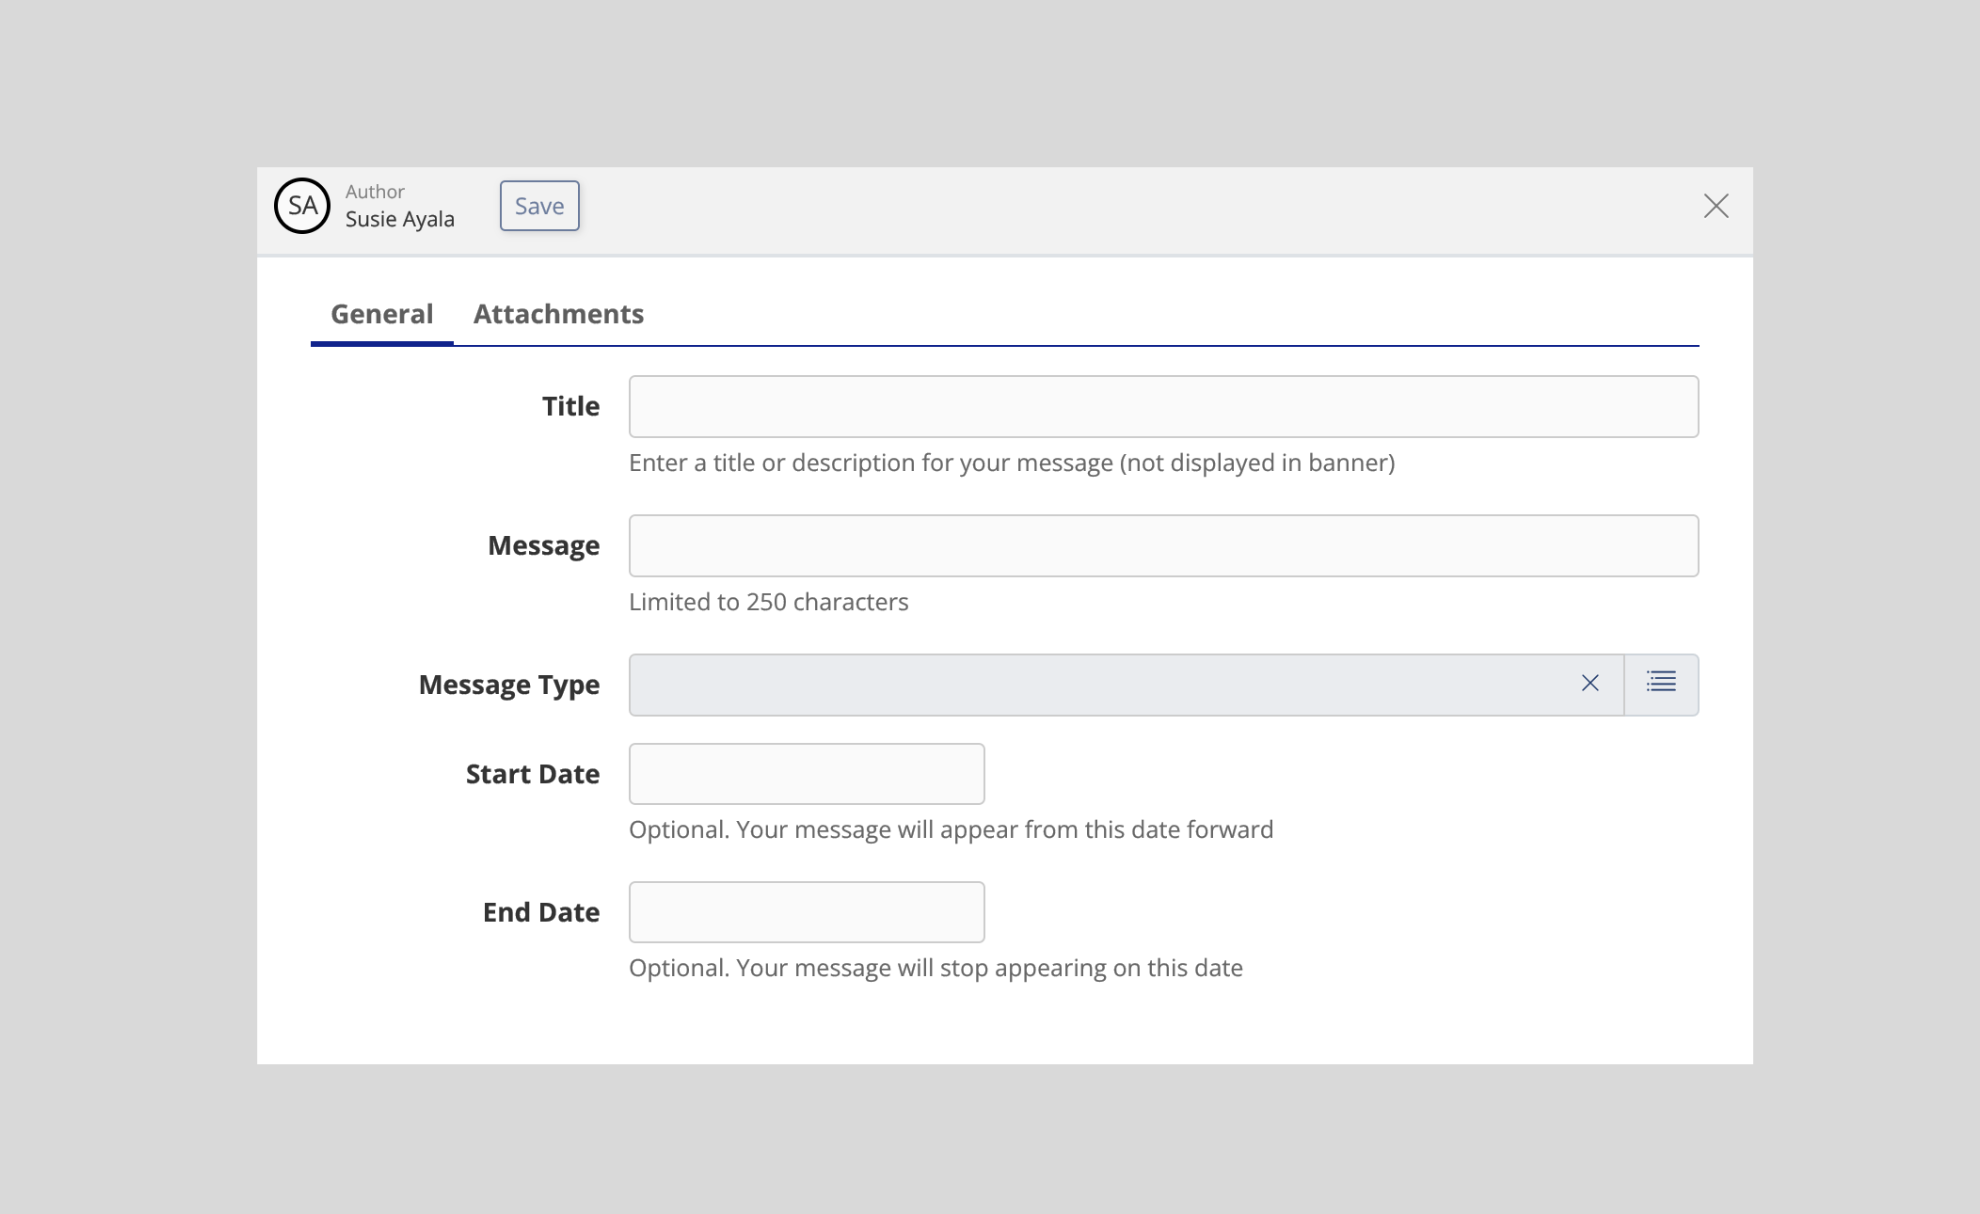 SA
Author
Susie Ayala
Save
General
Attachments
Title
Enter a title or description for your message (not displayed in banner)
Message
Limited to 250 characters
Message Type
Start Date
Optional. Your message will appear from this date forward
End Date
Optional. Your message will stop appearing on this date